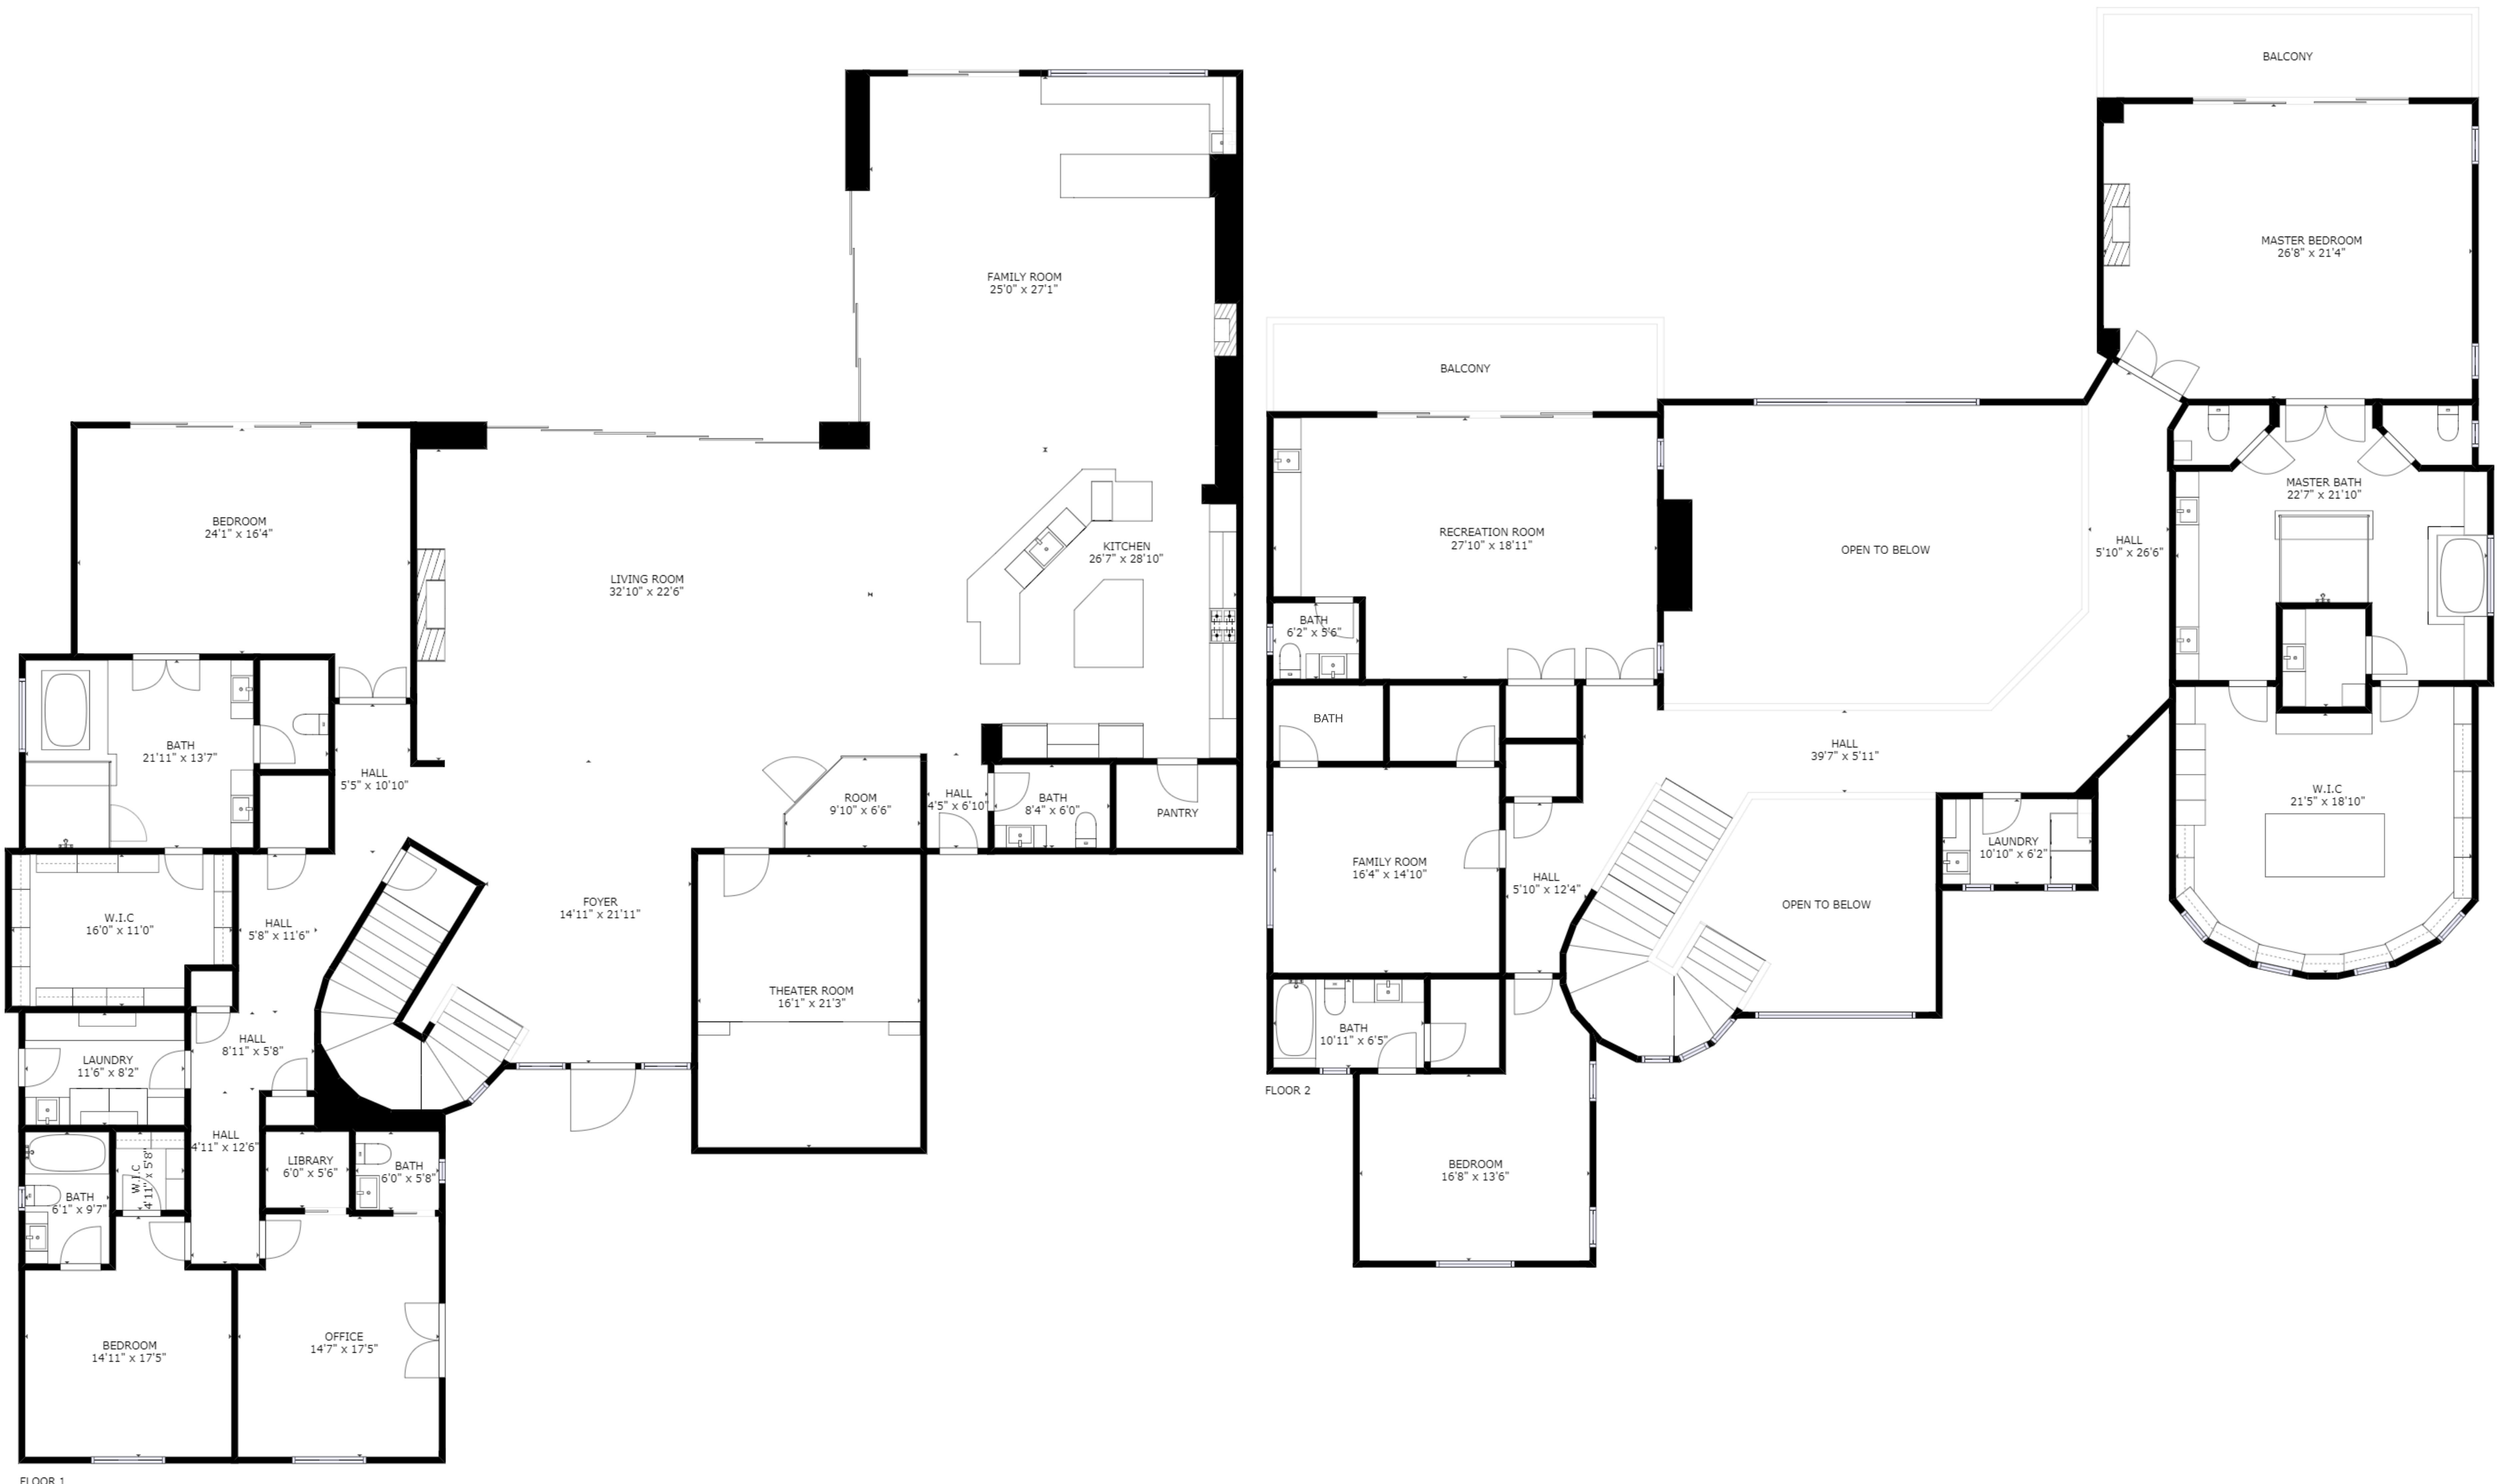 FAMILY ROOM
25'0" x 27'1"
BEDROOM
24'1" x 16'4"
LIVING ROOM
32'10" x 22'6"
KITCHEN
26'7" x 28'10"
BATH
21'11" x 13'7"
HALL
5'5" x 10'10"
ROOM
9'10" x 6'6"
HALL
4'5" x 6'10"
BATH
8'4" x 6'0"
PANTRY
W.I.C
16'0" x 11'0"
HALL
5'8" x 11'6"
FOYER
14'11" x 21'11"
THEATER ROOM
16'1" x 21'3"
HALL
8'11" x 5'8"
LAUNDRY
11'6" x 8'2"
HALL
4'11" x 12'6"
W.I.C
4'11" x 5'8"
LIBRARY
6'0" x 5'6"
BATH
6'0" x 5'8"
BATH
6'1" x 9'7"
BEDROOM
14'11" x 17'5"
OFFICE
14'7" x 17'5"
FLOOR 1
BALCONY
MASTER BEDROOM
26'8" x 21'4"
BALCONY
RECREATION ROOM
27'10" x 18'11"
OPEN TO BELOW
HALL
5'10" x 26'6"
MASTER BATH
22'7" x 21'10"
BATH
6'2" x 5'6"
BATH
HALL
39'7" x 5'11"
W.I.C
21'5" x 18'10"
FAMILY ROOM
16'4" x 14'10"
HALL
5'10" x 12'4"
LAUNDRY
10'10" x 6'2"
OPEN TO BELOW
BATH
10'11" x 6'5"
FLOOR 2
BEDROOM
16'8" x 13'6"